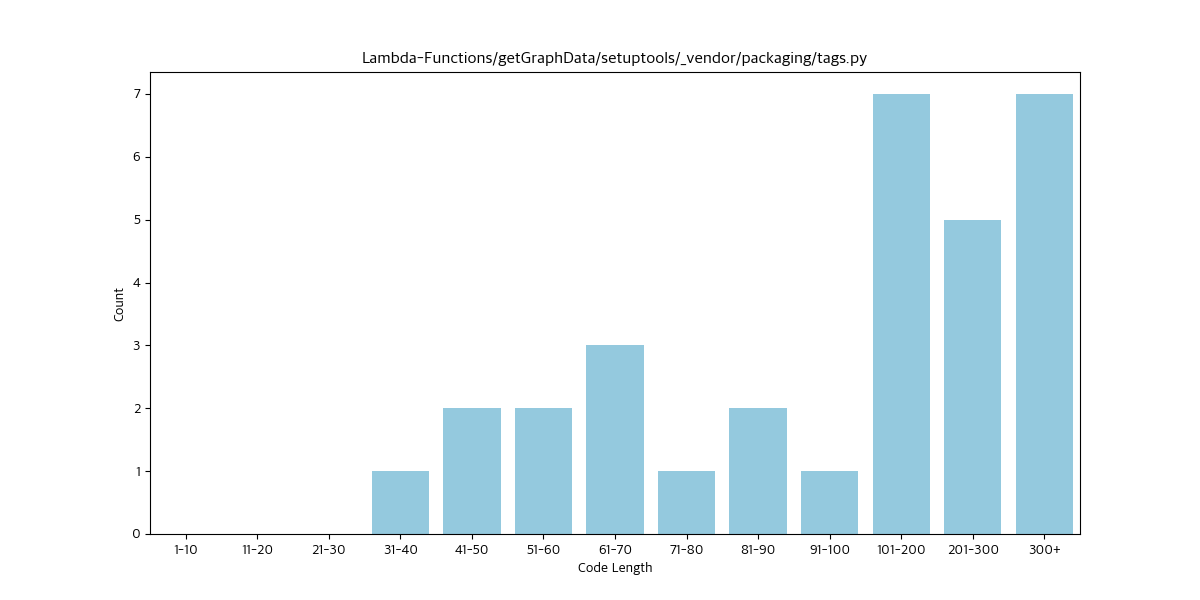 Lambda-Functions/getGraphData/setuptools/_vendor/packaging/tags.py
7
6
5
4
3
2
1
0
Count
1-10 11-20 21-30 31-40 41-50 51-60 61-70 71-80 81-90 91-100 101-200 201-300 300+
Code Length